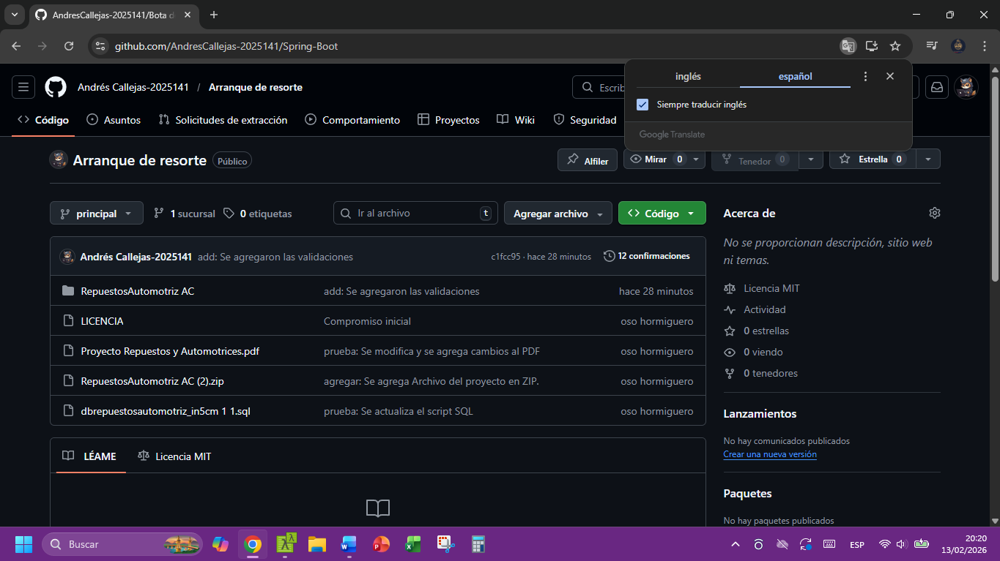 AndresCallejas-2025141/Bota d
github.com/AndresCallejas-2025141/Spring-Boot
inglés español
Siempre traducir inglés
Google Translate
Andrés Callejas-2025141 / Arranque de resorte
Escrib
Código Asuntos Solicitudes de extracción Comportamiento Proyectos Wiki Seguridad
Arranque de resorte Público
Alfiler Mirar 0 Tenedor 0 Estrella 0
principal 1 sucursal 0 etiquetas Ir al archivo t Agregar archivo Código
Andrés Callejas-2025141 add: Se agregaron las validaciones c1fcc95 · hace 28 minutos 12 confirmaciones
RepuestosAutomotriz AC add: Se agregaron las validaciones hace 28 minutos
LICENCIA Compromiso inicial oso hormiguero
Proyecto Repuestos y Automotrices.pdf prueba: Se modifica y se agrega cambios al PDF oso hormiguero
RepuestosAutomotriz AC (2).zip agregar: Se agrega Archivo del proyecto en ZIP. oso hormiguero
dbrepuestosautomotriz_in5cm 1 1.sql prueba: Se actualiza el script SQL oso hormiguero
LÉAME Licencia MIT
Acerca de
No se proporcionan descripción, sitio web
ni temas.
Licencia MIT
Actividad
0 estrellas
0 viendo
0 tenedores
Lanzamientos
No hay comunicados publicados
Crear una nueva versión
Paquetes
No hay paquetes publicados
Buscar
ESP
20:20
13/02/2026